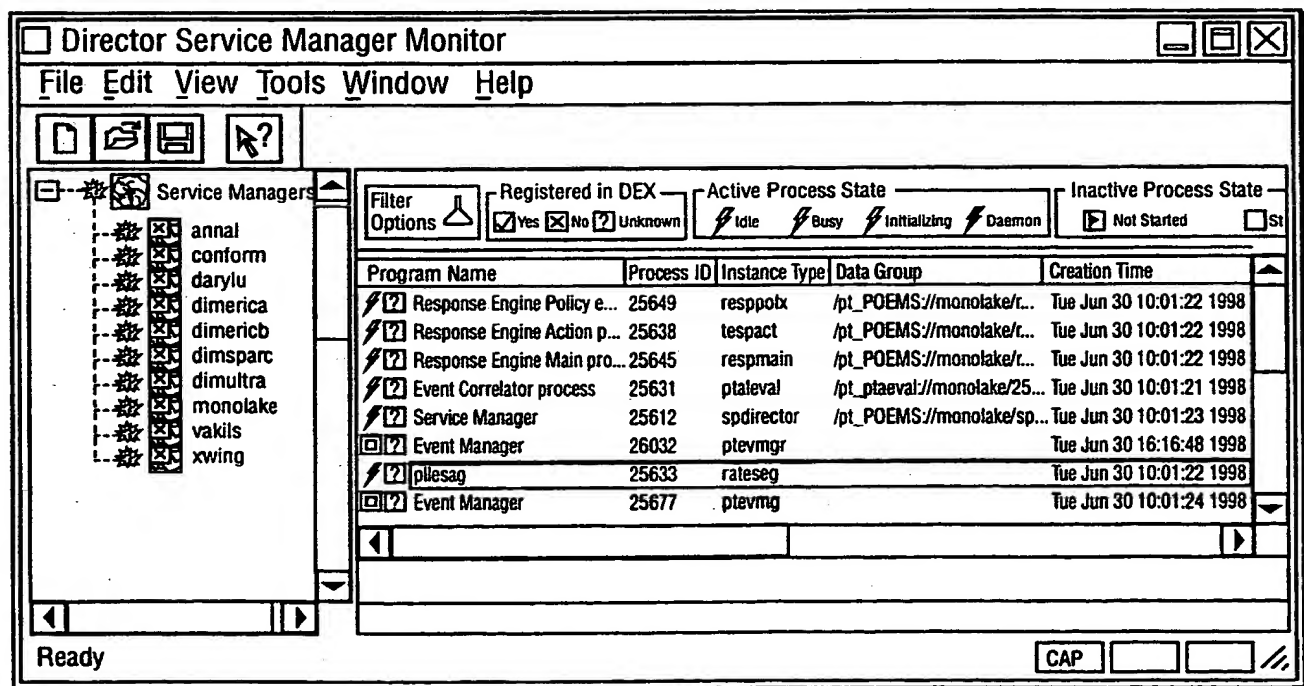 Director Service Manager Monitor
File Edit View Tools Window Help
?
Service Managers
annal
conform
darylu
dimerica
dimericb
dimsparc
dimultra
monolake
vakils
xwing
Filter Options
Registered in DEX
Yes No ? Unknown
Active Process State
Idle Busy Initializing Daemon
Inactive Process State
Not Started St
Program Name Process ID Instance Type Data Group Creation Time
? Response Engine Policy e... 25649 resppolx /pt_POEMS://monolake/r... Tue Jun 30 10:01:22 1998
? Response Engine Action p... 25638 tespact /pt_POEMS://monolake/r... Tue Jun 30 10:01:22 1998
? Response Engine Main pro... 25645 respmain /pt_POEMS://monolake/r... Tue Jun 30 10:01:22 1998
? Event Correlator process 25631 ptaleval /pt_ptaeval://monolake/25... Tue Jun 30 10:01:21 1998
? Service Manager 25612 spdirector /pt_POEMS://monolake/sp... Tue Jun 30 10:01:23 1998
? Event Manager 26032 ptevmgr Tue Jun 30 16:16:48 1998
? pllesag 25633 rateseg Tue Jun 30 10:01:22 1998
? Event Manager 25677 ptevmg Tue Jun 30 10:01:24 1998
Ready CAP